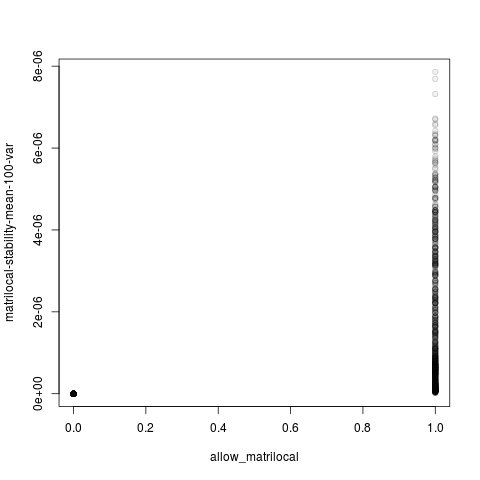 8e-06
6e-06
4e-06
2e-06
0e+00
matrilocal-stability-mean-100-var
0.0 0.2 0.4 0.6 0.8 1.0
allow_matrilocal